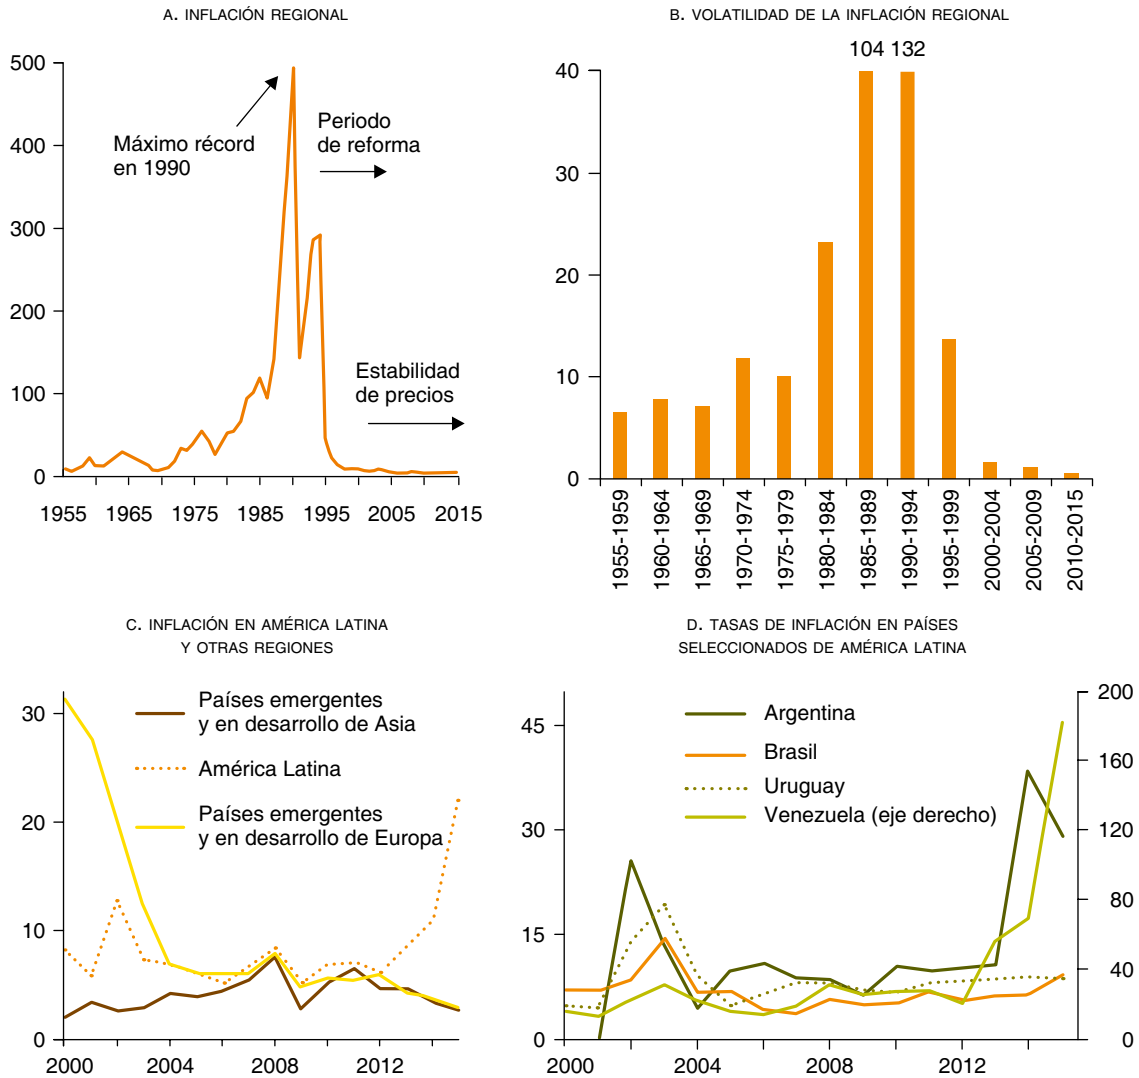 A. INFLACIÓN REGIONAL
500
400
300
200
100
0
Máximo récord
en 1990
Periodo
de reforma
Estabilidad
de precios
1955 1965 1975 1985 1995 2005 2015
B. VOLATILIDAD DE LA INFLACIÓN REGIONAL
104 132
40
30
20
10
0
1955-1959
1960-1964
1965-1969
1970-1974
1975-1979
1980-1984
1985-1989
1990-1994
1995-1999
2000-2004
2005-2009
2010-2015
C. INFLACIÓN EN AMÉRICA LATINA
Y OTRAS REGIONES
30
20
10
0
Países emergentes
y en desarrollo de Asia
América Latina
Países emergentes
y en desarrollo de Europa
2000 2004 2008 2012
D. TASAS DE INFLACIÓN EN PAÍSES
SELECCIONADOS DE AMÉRICA LATINA
45
30
15
0
Argentina
Brasil
Uruguay
Venezuela (eje derecho)
200
160
120
80
40
0
2000 2004 2008 2012